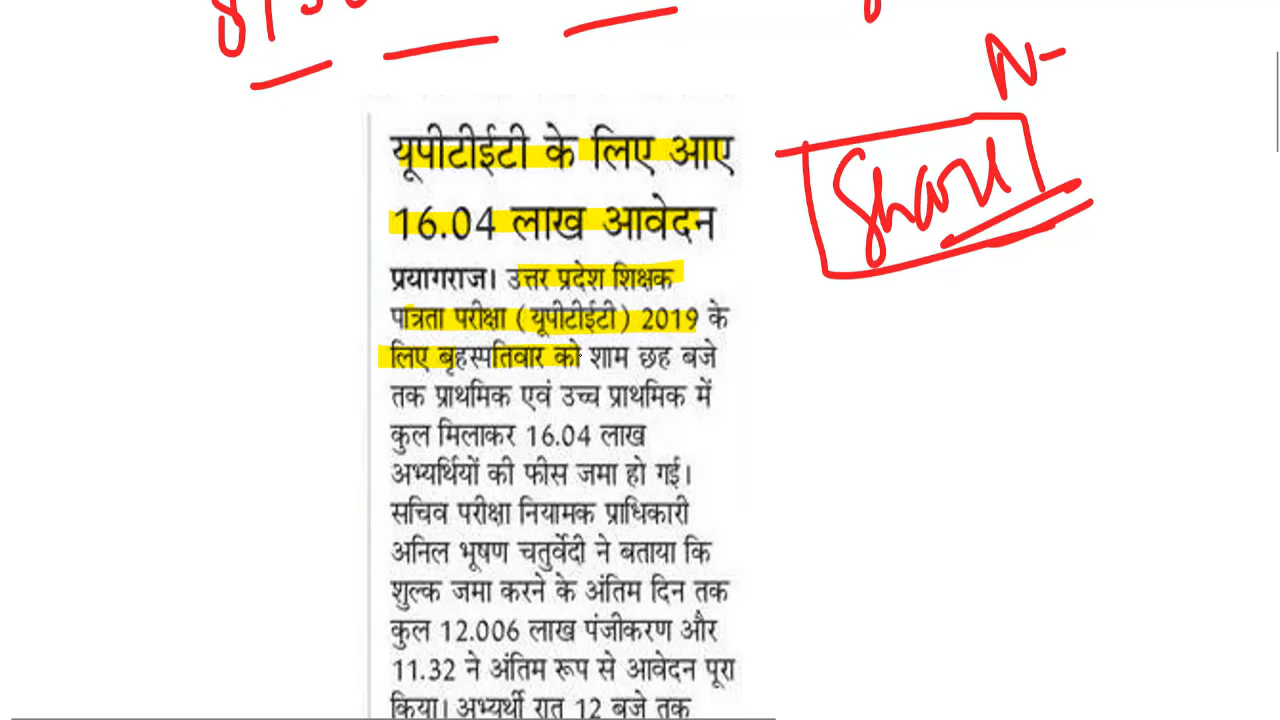 N-
Share
यूपीटीईटी के लिए आए
16.04 लाख आवेदन
प्रयागराज। उत्तर प्रदेश शिक्षक
पात्रता परीक्षा (यूपीटीईटी) 2019 के
लिए बृहस्पतिवार को शाम छह बजे
तक प्राथमिक एवं उच्च प्राथमिक में
कुल मिलाकर 16.04 लाख
अभ्यर्थियों की फीस जमा हो गई।
सचिव परीक्षा नियामक प्राधिकारी
अनिल भूषण चतुर्वेदी ने बताया कि
शुल्क जमा करने के अंतिम दिन तक
कुल 12.006 लाख पंजीकरण और
11.32 ने अंतिम रूप से आवेदन पूरा
किया। अभ्यर्थी रात 12 बजे तक